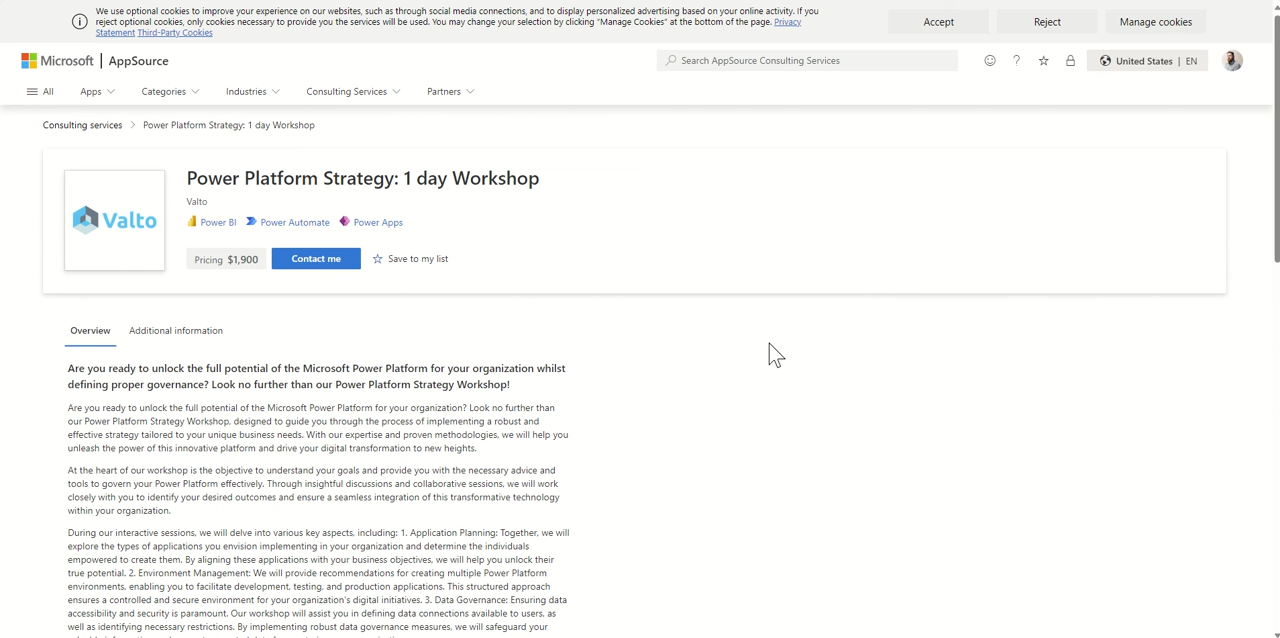 We use optional cookies to improve your experience on our websites, such as through social media connections, and to display personalized advertising based on your online activity. If you
reject optional cookies, only cookies necessary to provide you the services will be used. You may change your selection by clicking "Manage Cookies" at the bottom of the page. Privacy
Statement Third-Party Cookies
Accept
Reject
Manage cookies
Microsoft | AppSource
Search AppSource Consulting Services
? United States | EN
All Apps Categories Industries Consulting Services Partners
Consulting services > Power Platform Strategy: 1 day Workshop
Valto
Power Platform Strategy: 1 day Workshop
Valto
Power BI Power Automate Power Apps
Pricing $1,900 Contact me Save to my list
Overview Additional information
Are you ready to unlock the full potential of the Microsoft Power Platform for your organization whilst
defining proper governance? Look no further than our Power Platform Strategy Workshop!
Are you ready to unlock the full potential of the Microsoft Power Platform for your organization? Look no further than
our Power Platform Strategy Workshop, designed to guide you through the process of implementing a robust and
effective strategy tailored to your unique business needs. With our expertise and proven methodologies, we will help you
unleash the power of this innovative platform and drive your digital transformation to new heights.
At the heart of our workshop is the objective to understand your goals and provide you with the necessary advice and
tools to govern your Power Platform effectively. Through insightful discussions and collaborative sessions, we will work
closely with you to identify your desired outcomes and ensure a seamless integration of this transformative technology
within your organization.
During our interactive sessions, we will delve into various key aspects, including: 1. Application Planning: Together, we will
explore the types of applications you envision implementing in your organization and determine the individuals
empowered to create them. By aligning these applications with your business objectives, we will help you unlock their
true potential. 2. Environment Management: We will provide recommendations for creating multiple Power Platform
environments, enabling you to facilitate development, testing, and production applications. This structured approach
ensures a controlled and secure environment for your organization's digital initiatives. 3. Data Governance: Ensuring data
accessibility and security is paramount. Our workshop will assist you in defining data connections available to users, as
well as identifying necessary restrictions. By implementing robust data governance measures, we will safeguard your